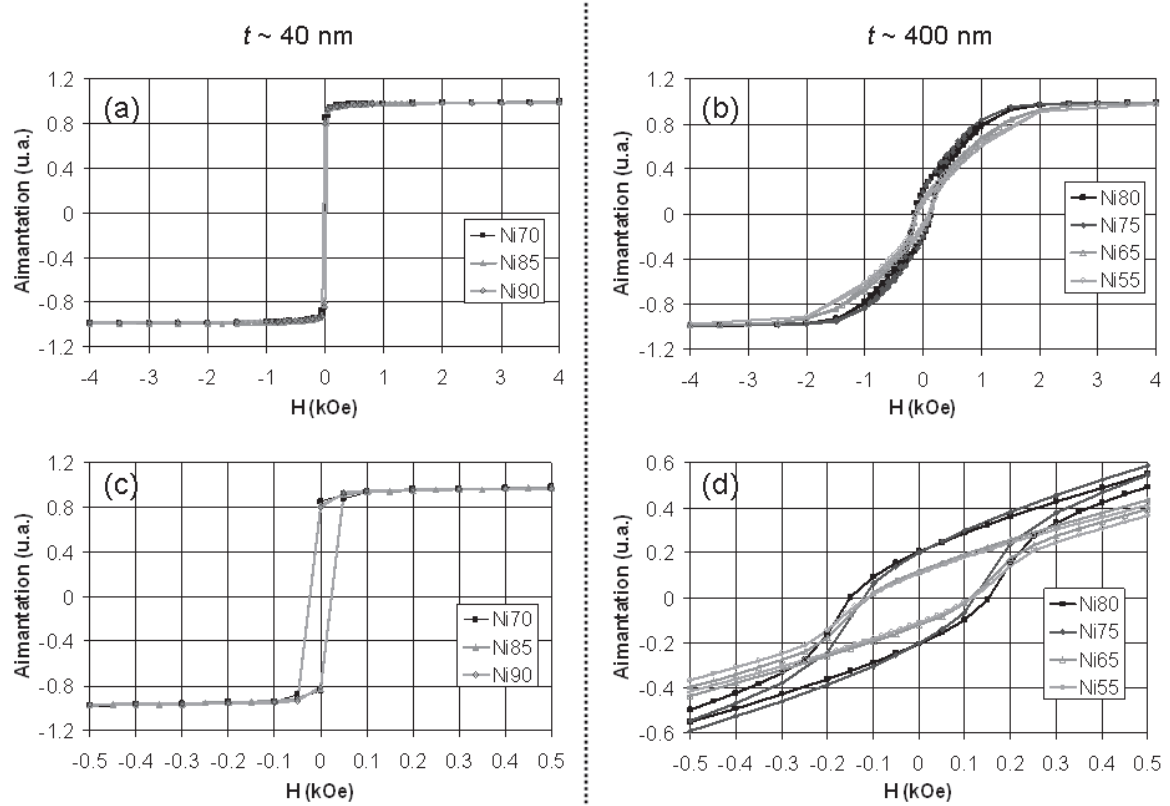 t ~ 40 nm
t ~ 400 nm
(a)
Aimantation (u.a.)
1.2
0.8
0.4
0
-0.4
-0.8
-1.2
Ni70
Ni85
Ni90
-4 -3 -2 -1 0 1 2 3 4
H (kOe)
(b)
Aimantation (u.a.)
1.2
0.8
0.4
0
-0.4
-0.8
-1.2
Ni80
Ni75
Ni65
Ni55
-4 -3 -2 -1 0 1 2 3 4
H (kOe)
(c)
Aimantation (u.a.)
1.2
0.8
0.4
0
-0.4
-0.8
-1.2
Ni70
Ni85
Ni90
-0.5 -0.4 -0.3 -0.2 -0.1 0 0.1 0.2 0.3 0.4 0.5
H (kOe)
(d)
Aimantation (u.a.)
0.6
0.4
0.2
0
-0.2
-0.4
-0.6
Ni80
Ni75
Ni65
Ni55
-0.5 -0.4 -0.3 -0.2 -0.1 0 0.1 0.2 0.3 0.4 0.5
H (kOe)